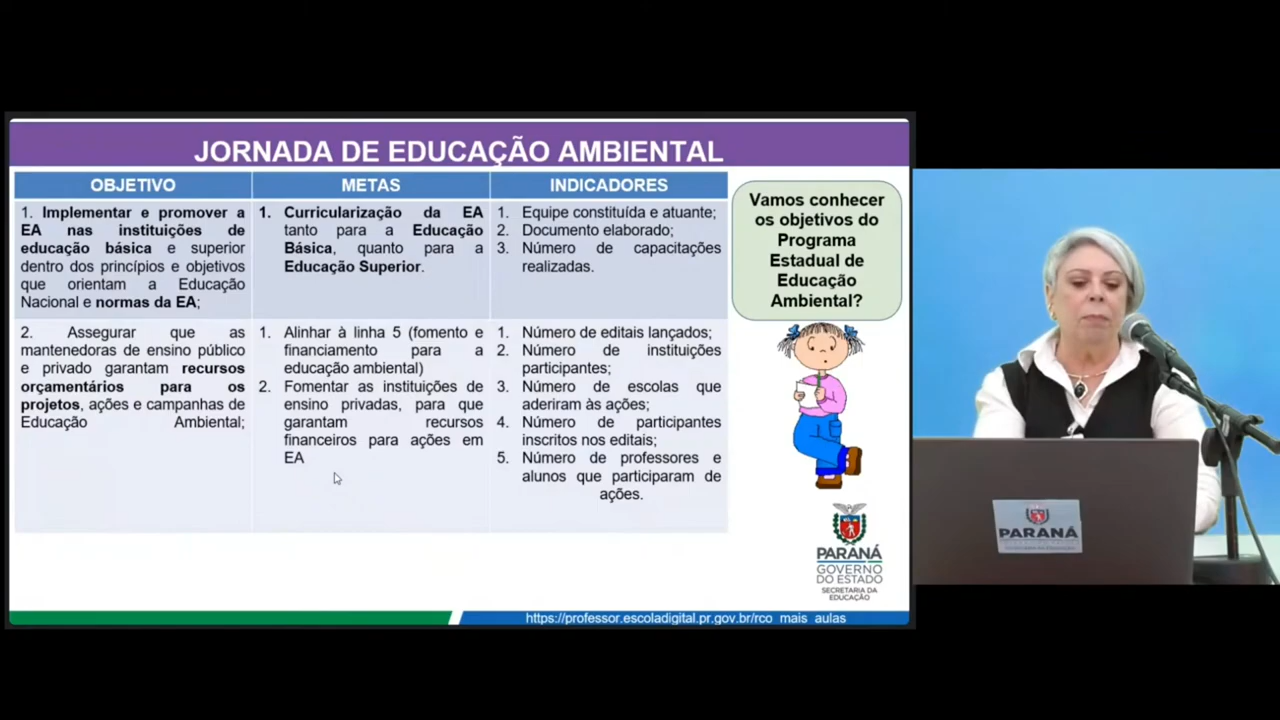 JORNADA DE EDUCAÇÃO AMBIENTAL
OBJETIVO
METAS
INDICADORES
1. Implementar e promover a
EA nas instituições de
educação básica e superior
dentro dos princípios e objetivos
que orientam a Educação
Nacional e normas da EA;
1. Curricularização da EA
tanto para a Educação
Básica, quanto para a
Educação Superior.
1. Equipe constituída e atuante;
2. Documento elaborado;
3. Número de capacitações
realizadas.
2. Assegurar que as
mantenedoras de ensino público
e privado garantam recursos
orçamentários para os
projetos, ações e campanhas de
Educação Ambiental;
1. Alinhar à linha 5 (fomento e
financiamento para a
educação ambiental)
2. Fomentar as instituições de
ensino privadas, para que
garantam recursos
financeiros para ações em
EA
1. Número de editais lançados;
2. Número de instituições
participantes;
3. Número de escolas que
aderiram às ações;
4. Número de participantes
inscritos nos editais;
5. Número de professores e
alunos que participaram de
ações.
Vamos conhecer
os objetivos do
Programa
Estadual de
Educação
Ambiental?
PARANÁ
GOVERNO
DO ESTADO
SECRETARIA DA
EDUCAÇÃO
https://professor.escoladigital.pr.gov.br/rco_mais_aulas
PARANÁ